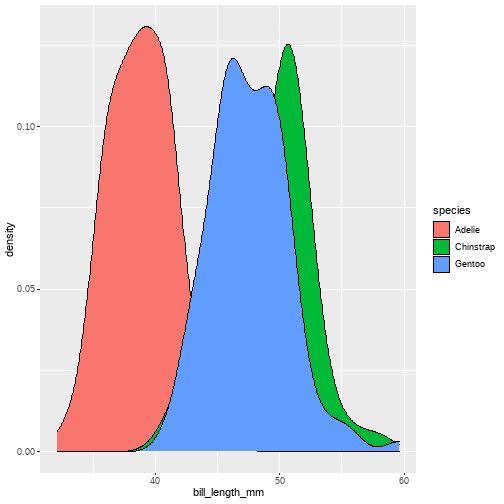 density
0.10
0.05
0.00
40
50
60
bill_length_mm
species
Adelie
Chinstrap
Gentoo